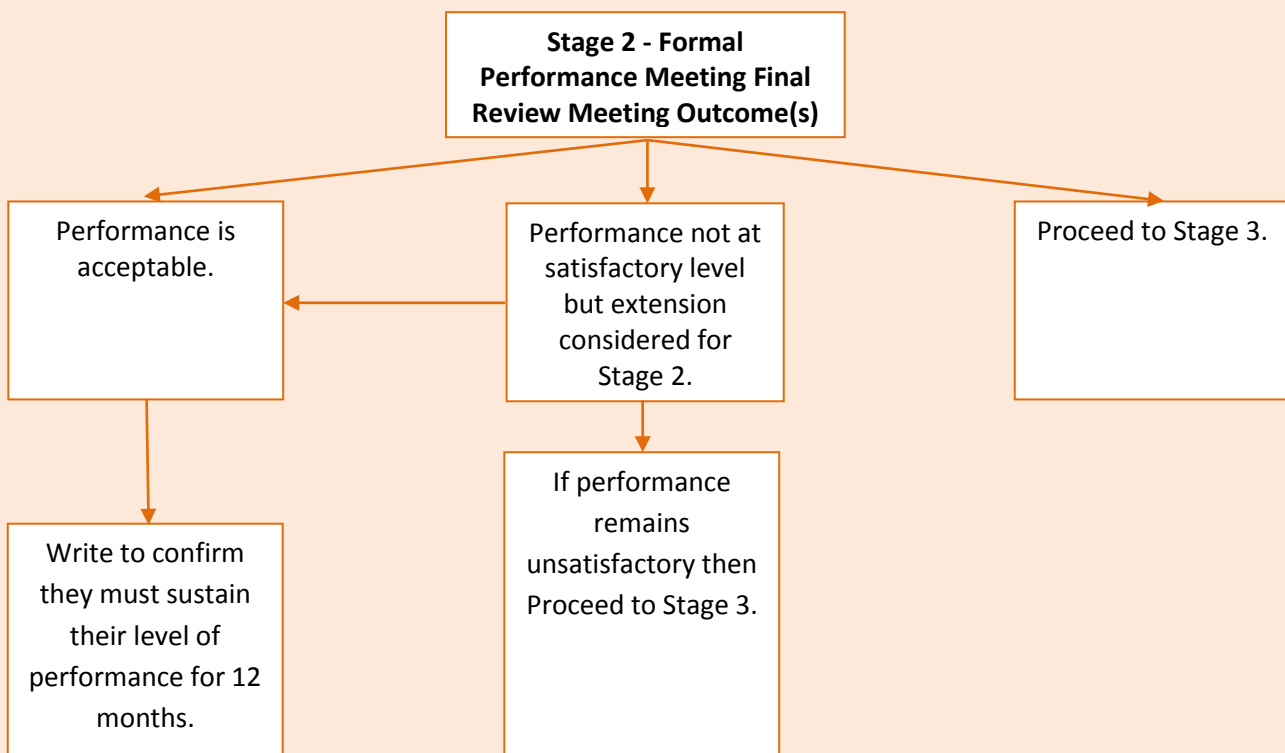 Stage 2 - Formal
Performance Meeting Final
Review Meeting Outcome(s)
Performance is
acceptable.
Performance not at
satisfactory level
but extension
considered for
Stage 2.
Proceed to Stage 3.
Write to confirm
they must sustain
their level of
performance for 12
months.
If performance
remains
unsatisfactory then
Proceed to Stage 3.